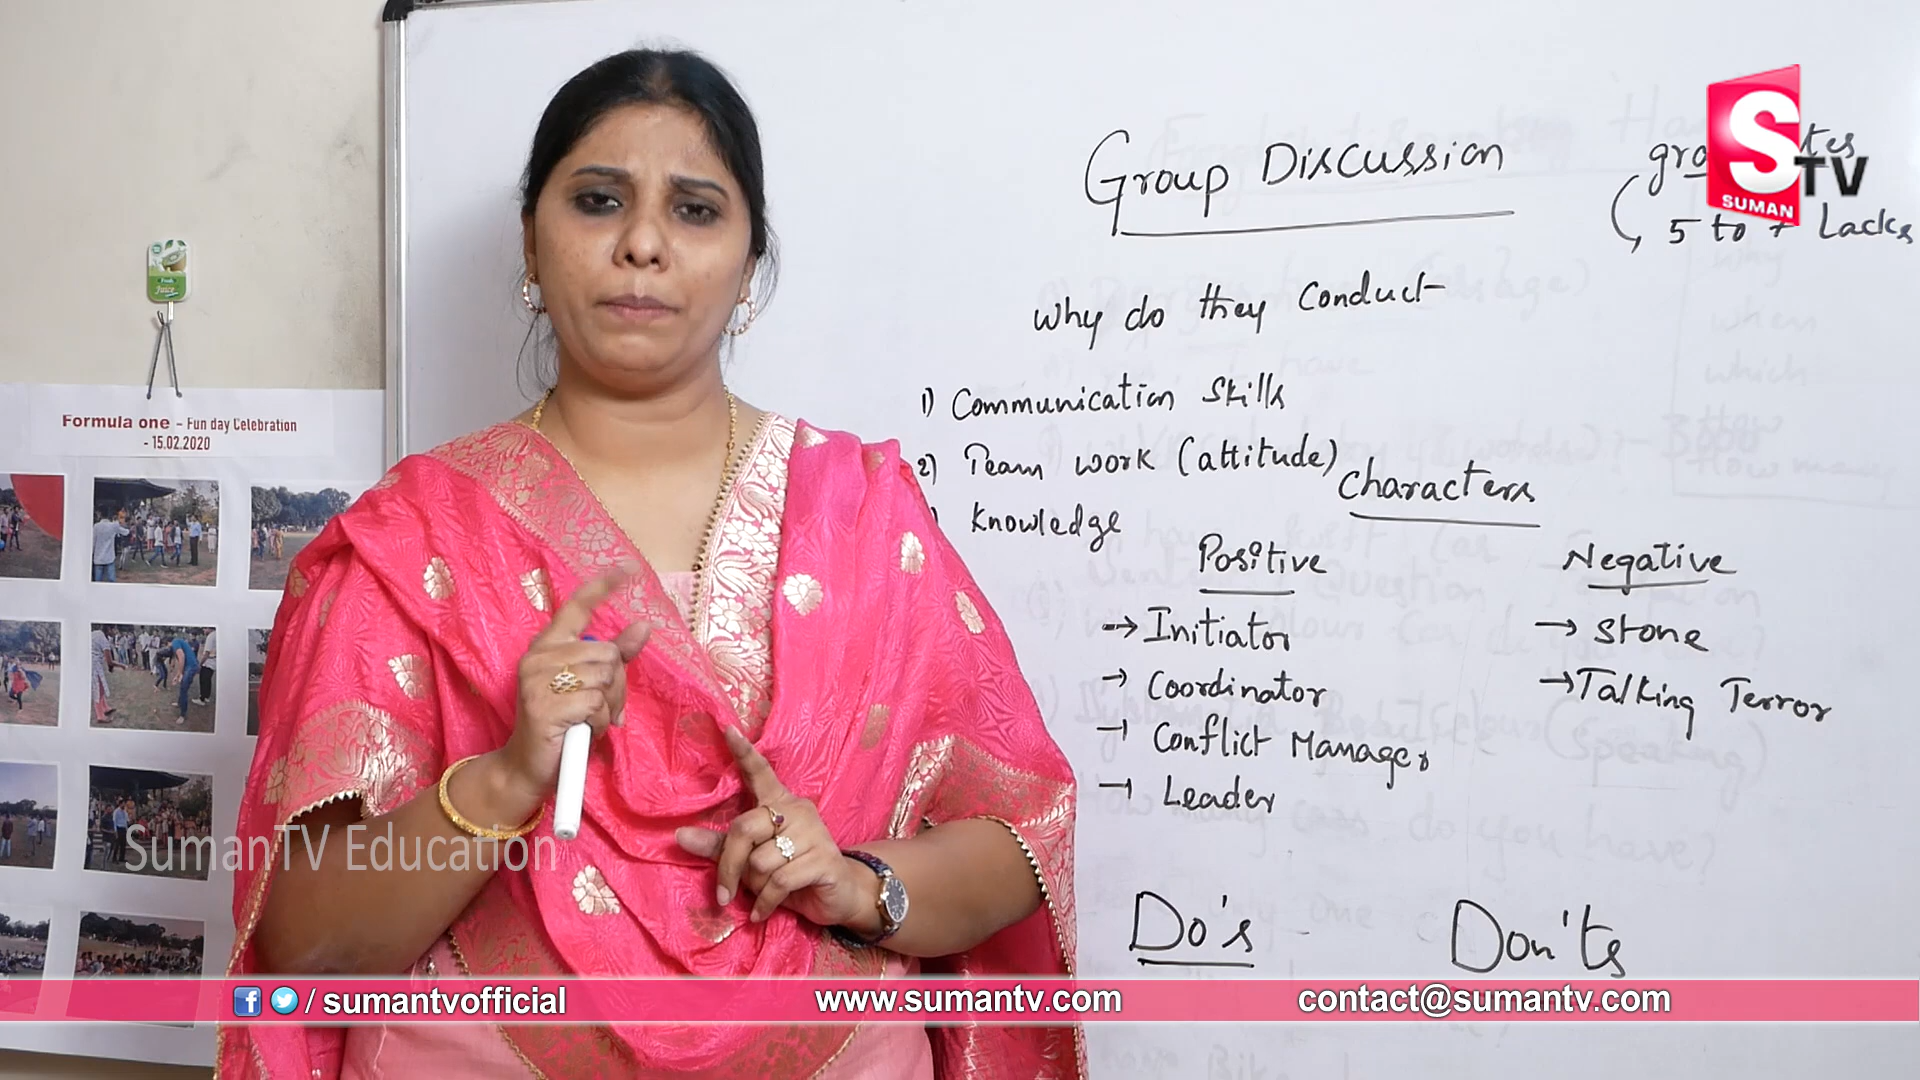 Group Discussion
5 to 7 Lacks
S
TV
SUMAN
Why do they Conduct
1) Communication Skills
2) Team work (attitude)
Knowledge
Characters
Positive
→ Initiator
→ Coordinator
→ Conflict Manager
→ Leader
Negative
→ Stone
→ Talking Terror
Do's
Don'ts
Formula one - Fun day Celebration
- 15.02.2020
SumanTV Education
/ sumantvofficial
www.sumantv.com
contact@sumantv.com